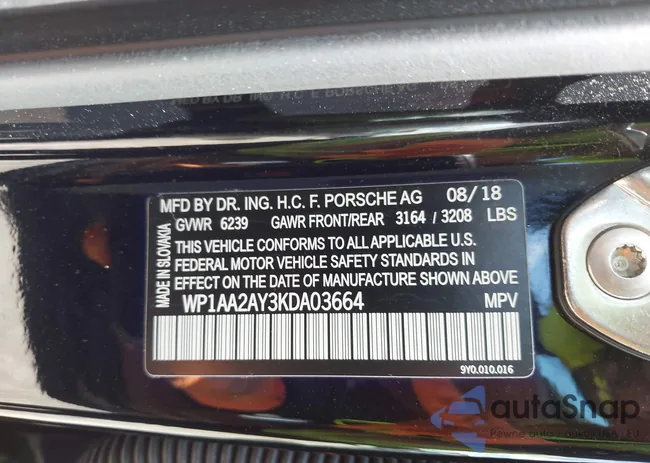 MFD BY DR. ING. H.C. F. PORSCHE AG 08/18
GVWR 6239 GAWR FRONT/REAR 3164 / 3208 LBS
THIS VEHICLE CONFORMS TO ALL APPLICABLE U.S.
FEDERAL MOTOR VEHICLE SAFETY STANDARDS IN
EFFECT ON THE DATE OF MANUFACTURE SHOWN ABOVE
WP1AA2AY3KDA03664 MPV
9Y0.010.016
MADE IN SLOVAKIA
autoSnap
Pewne auto